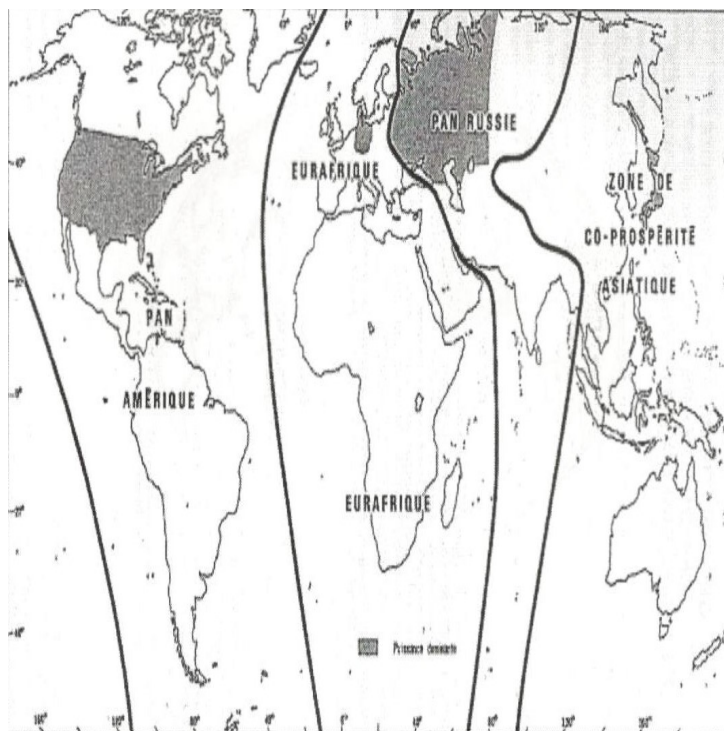 PAN RUSSIE
EURAFRIQUE
ZONE DE
CO-PROSPÉRITÉ
ASIATIQUE
PAN
AMÉRIQUE
EURAFRIQUE
Puissance dominante